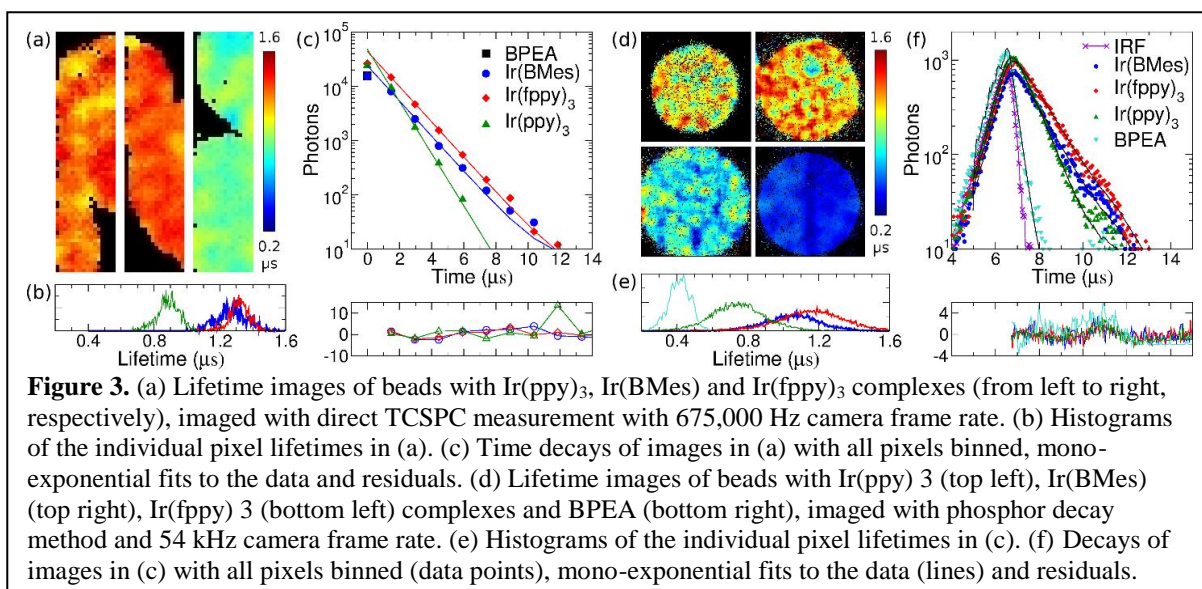 (a)
1.6
0.2
μs
(b)
0.4 0.8 1.2 1.6
Lifetime (μs)
(c)
10^5
10^4
10^3
10^2
10^1
Photons
BPEA
Ir(BMes)
Ir(fppy)3
Ir(ppy)3
0 2 4 6 8 10 12 14
Time (μs)
10
0
-10
(d)
1.6
0.2
μs
(e)
0.4 0.8 1.2 1.6
Lifetime (μs)
(f)
10^3
10^2
10^1
Photons
IRF
Ir(BMes)
Ir(fppy)3
Ir(ppy)3
BPEA
4 5 6 7 8 9 11 13 15
Time (μs)
4
0
-4
Figure 3. (a) Lifetime images of beads with Ir(ppy)3, Ir(BMes) and Ir(fppy)3 complexes (from left to right,
respectively), imaged with direct TCSPC measurement with 675,000 Hz camera frame rate. (b) Histograms
of the individual pixel lifetimes in (a). (c) Time decays of images in (a) with all pixels binned, mono-
exponential fits to the data and residuals. (d) Lifetime images of beads with Ir(ppy) 3 (top left), Ir(BMes)
(top right), Ir(fppy) 3 (bottom left) complexes and BPEA (bottom right), imaged with phosphor decay
method and 54 kHz camera frame rate. (e) Histograms of the individual pixel lifetimes in (c). (f) Decays of
images in (c) with all pixels binned (data points), mono-exponential fits to the data (lines) and residuals.